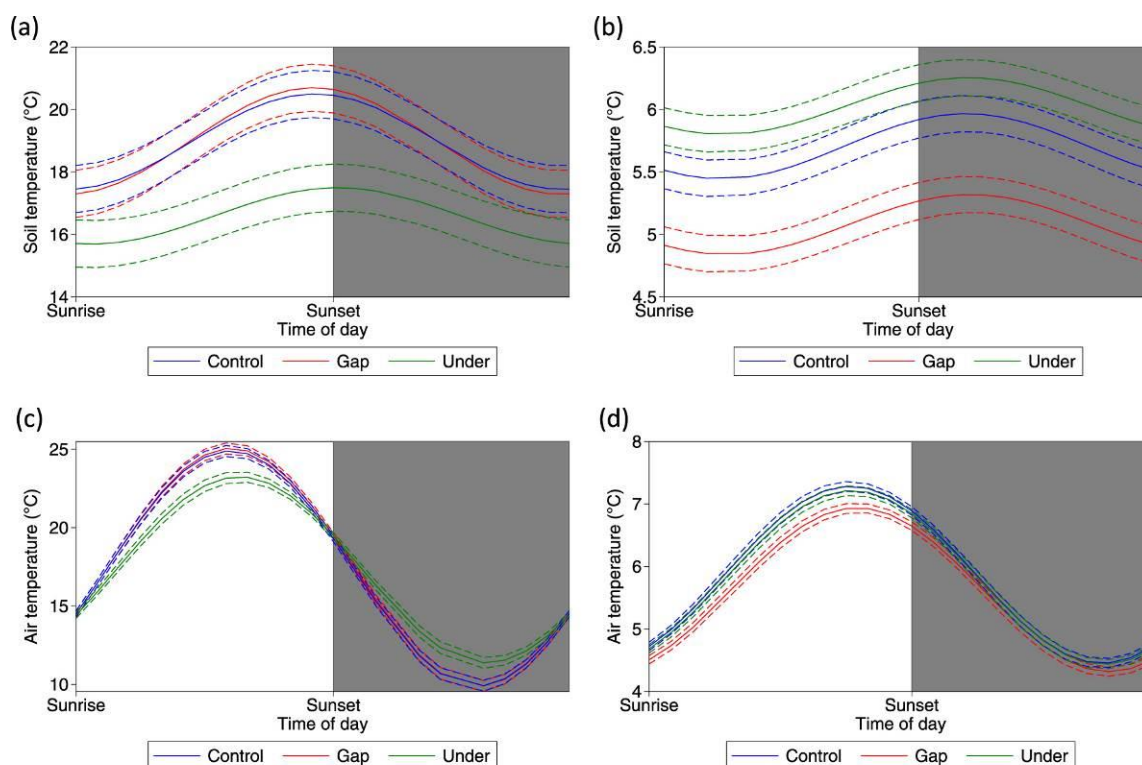 (a)
Soil temperature (°C)
22
20
18
16
14
Sunrise
Sunset
Time of day
Control
Gap
Under
(b)
Soil temperature (°C)
6.5
6
5.5
5
4.5
Sunrise
Sunset
Time of day
Control
Gap
Under
(c)
Air temperature (°C)
25
20
15
10
Sunrise
Sunset
Time of day
Control
Gap
Under
(d)
Air temperature (°C)
8
7
6
5
4
Sunrise
Sunset
Time of day
Control
Gap
Under